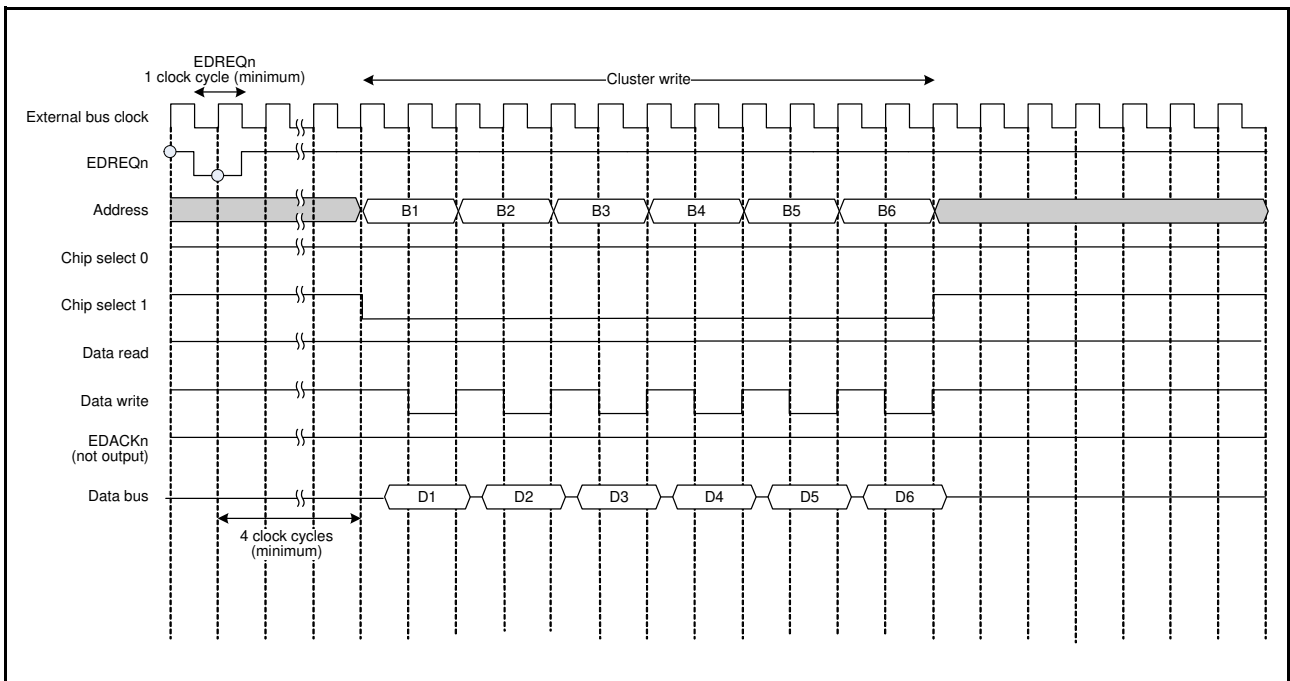 EDREQn
1 clock cycle (minimum)
Cluster write
External bus clock
EDREQn
Address
B1 B2 B3 B4 B5 B6
Chip select 0
Chip select 1
Data read
Data write
EDACKn
(not output)
Data bus
D1 D2 D3 D4 D5 D6
4 clock cycles
(minimum)